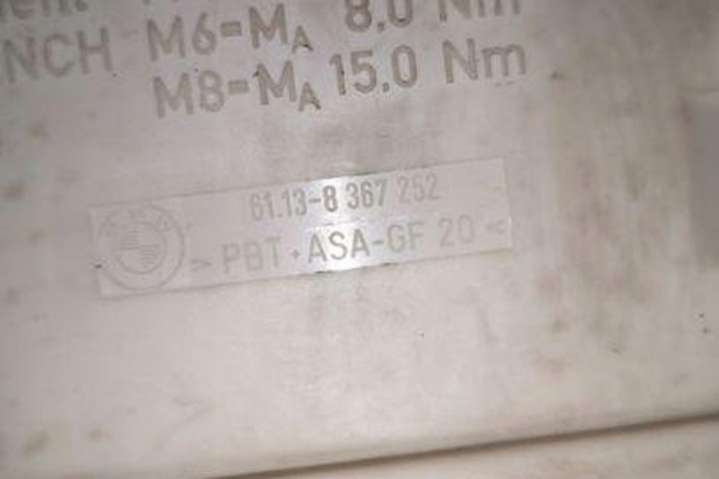 M6=MA 8.0 Nm
M8=MA 15.0 Nm
61.13-8 367 252
>PBT+ASA-GF 20<